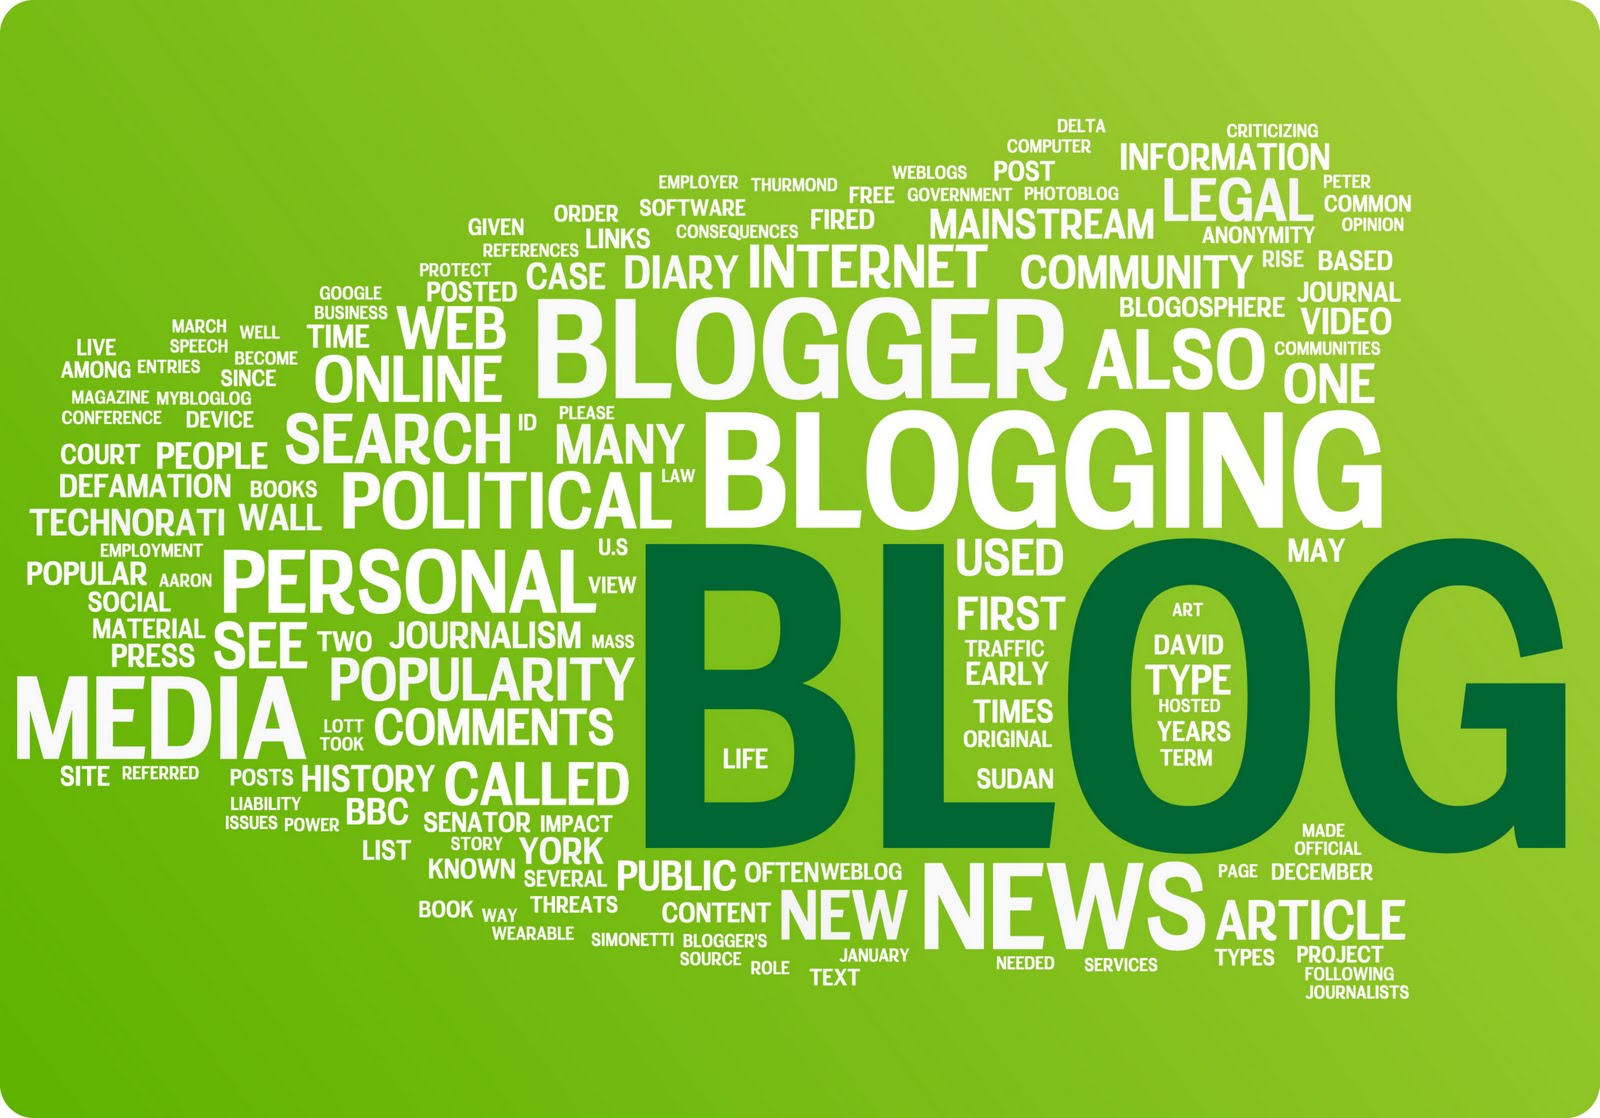 DELTA
CRITICIZING
COMPUTER
INFORMATION
WEBLOGS
POST
EMPLOYER
THURMOND
LEGAL
PETER
FREE
GOVERNMENT
PHOTOBLOG
COMMON
ORDER
SOFTWARE
FIRED
MAINSTREAM
OPINION
GIVEN
LINKS
CONSEQUENCES
ANONYMITY
REFERENCES
INTERNET
RISE
BASED
PROTECT
CASE
DIARY
COMMUNITY
GOOGLE
POSTED
JOURNAL
BUSINESS
BLOGOSPHERE
VIDEO
MARCH
WELL
TIME
WEB
BLOGGER
ALSO
COMMUNITIES
LIVE
SPEECH
BECOME
AMONG
ENTRIES
SINCE
ONLINE
ONE
MAGAZINE
MYBLOGLOG
CONFERENCE
DEVICE
SEARCH
ID
PLEASE
MANY
BLOGGING
COURT
PEOPLE
LAW
DEFAMATION
BOOKS
POLITICAL
TECHNORATI
WALL
EMPLOYMENT
U.S
USED
MAY
POPULAR
AARON
PERSONAL
VIEW
SOCIAL
FIRST
ART
MATERIAL
SEE
TWO
JOURNALISM
MASS
TRAFFIC
DAVID
PRESS
POPULARITY
EARLY
TYPE
BLOG
MEDIA
LOTT
COMMENTS
TIMES
HOSTED
TOOK
ORIGINAL
YEARS
LIFE
TERM
SITE
REFERRED
POSTS
HISTORY
CALLED
SUDAN
LIABILITY
BBC
ISSUES
POWER
SENATOR
IMPACT
MADE
LIST
STORY
YORK
OFFICIAL
KNOWN
SEVERAL
PUBLIC
OFTEN
WEBLOG
NEWS
PAGE
DECEMBER
BOOK
WAY
THREATS
CONTENT
NEW
ARTICLE
WEARABLE
SIMONETTI
BLOGGER'S
SOURCE
JANUARY
TYPES
PROJECT
ROLE
TEXT
NEEDED
SERVICES
FOLLOWING
JOURNALISTS